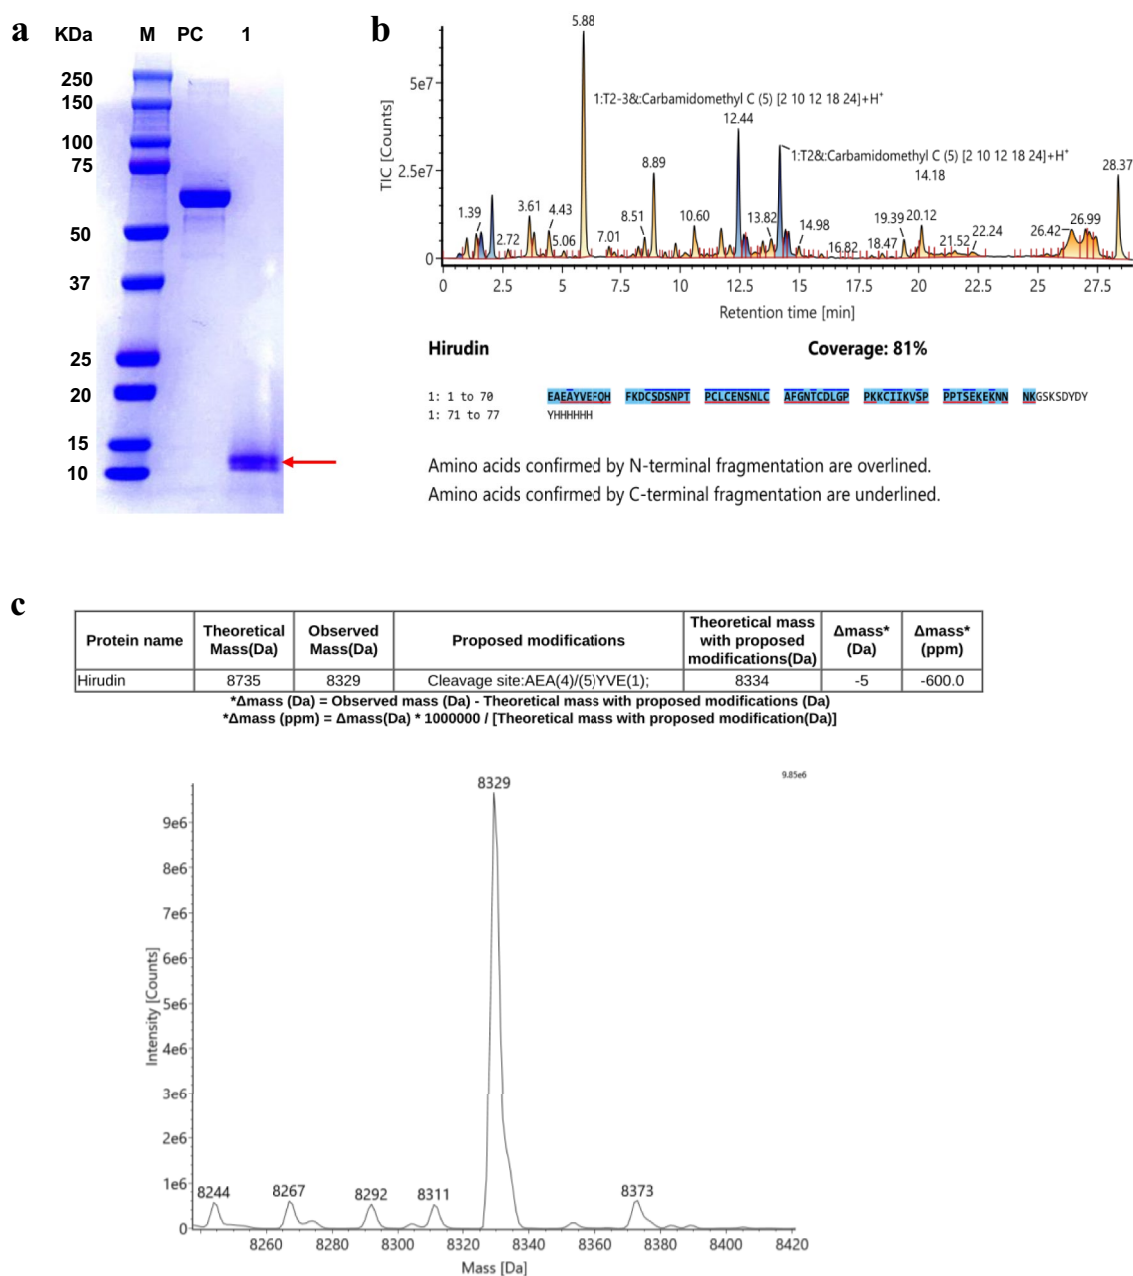 a
KDa M PC 1
250
150
100
75
50
37
25
20
15
10
b
TIC [Counts]
5e7
2.5e7
0
5.88
1:T2-3&:Carbamidomethyl C (5) [2 10 12 18 24]+H⁺
12.44
1:T2&:Carbamidomethyl C (5) [2 10 12 18 24]+H⁺
14.18
28.37
8.89
1.39
3.61
4.43
8.51
10.60
13.82
14.98
19.39
20.12
26.42
26.99
2.72
5.06
7.01
16.82
18.47
21.52
22.24
0 2.5 5 7.5 10 12.5 15 17.5 20 22.5 25 27.5
Retention time [min]
Hirudin Coverage: 81%
1: 1 to 70 EAEAYVEFQH FKDCSDSNPT PCLCENSNLC AFGNTCDLGP PKKCIIKVSP PPTSEKEKNN NKGSKSDYDY
1: 71 to 77 YHHHHHH
Amino acids confirmed by N-terminal fragmentation are overlined.
Amino acids confirmed by C-terminal fragmentation are underlined.
c
Protein name Theoretical Mass(Da) Observed Mass(Da) Proposed modifications Theoretical mass with proposed modifications(Da) Δmass* (Da) Δmass* (ppm)
Hirudin 8735 8329 Cleavage site:AEA(4)/(5)YVE(1); 8334 -5 -600.0
*Δmass (Da) = Observed mass (Da) - Theoretical mass with proposed modifications (Da)
*Δmass (ppm) = Δmass(Da) * 1000000 / [Theoretical mass with proposed modification(Da)]
9.85e6
Intensity [Counts]
9e6
8e6
7e6
6e6
5e6
4e6
3e6
2e6
1e6
0
8329
8244
8267
8292
8311
8373
8260 8280 8300 8320 8340 8360 8380 8400 8420
Mass [Da]